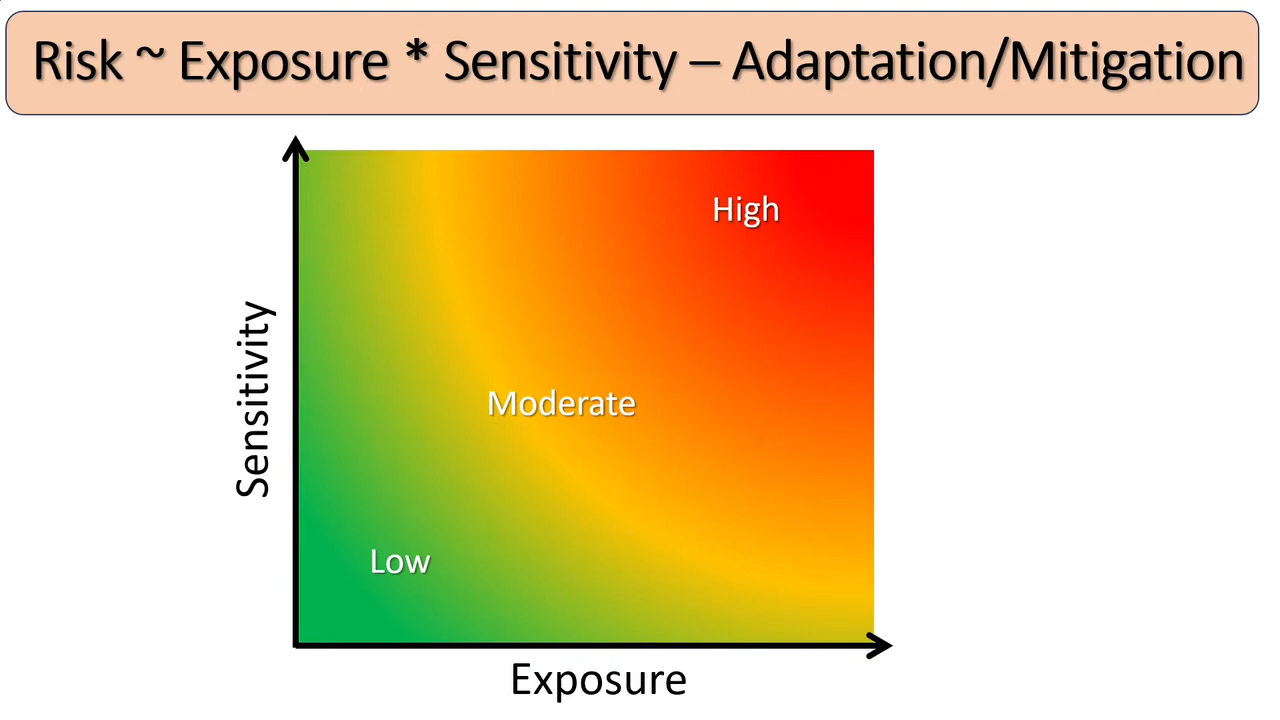 Risk ~ Exposure * Sensitivity – Adaptation/Mitigation
High
Sensitivity
Moderate
Low
Exposure